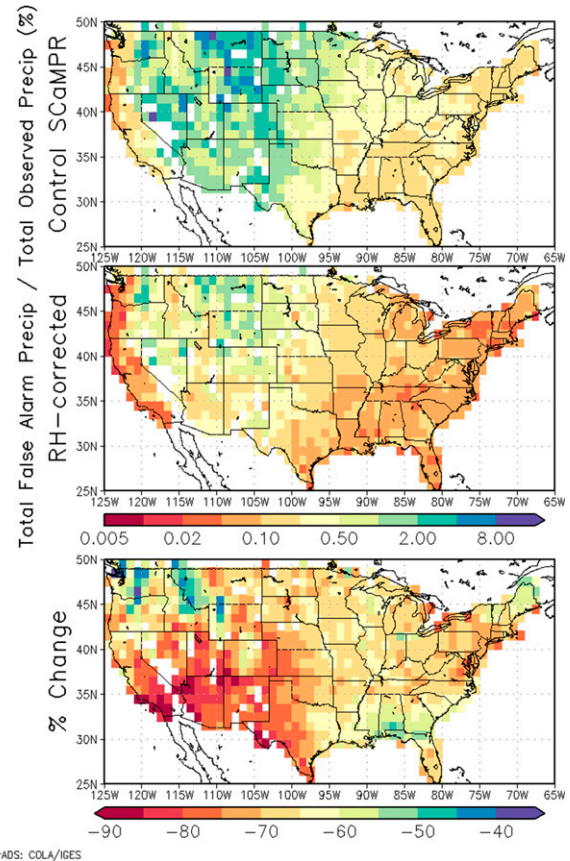 Total False Alarm Precip / Total Observed Precip (%)
Control SCaMPR
50N
45N
40N
35N
30N
25N
125W 120W 115W 110W 105W 100W 95W 90W 85W 80W 75W 70W 65W
RH-corrected
50N
45N
40N
35N
30N
25N
125W 120W 115W 110W 105W 100W 95W 90W 85W 80W 75W 70W 65W
0.005 0.02 0.10 0.50 2.00 8.00
% Change
50N
45N
40N
35N
30N
25N
125W 120W 115W 110W 105W 100W 95W 90W 85W 80W 75W 70W 65W
-90 -80 -70 -60 -50 -40
ADS: COLA/IGES